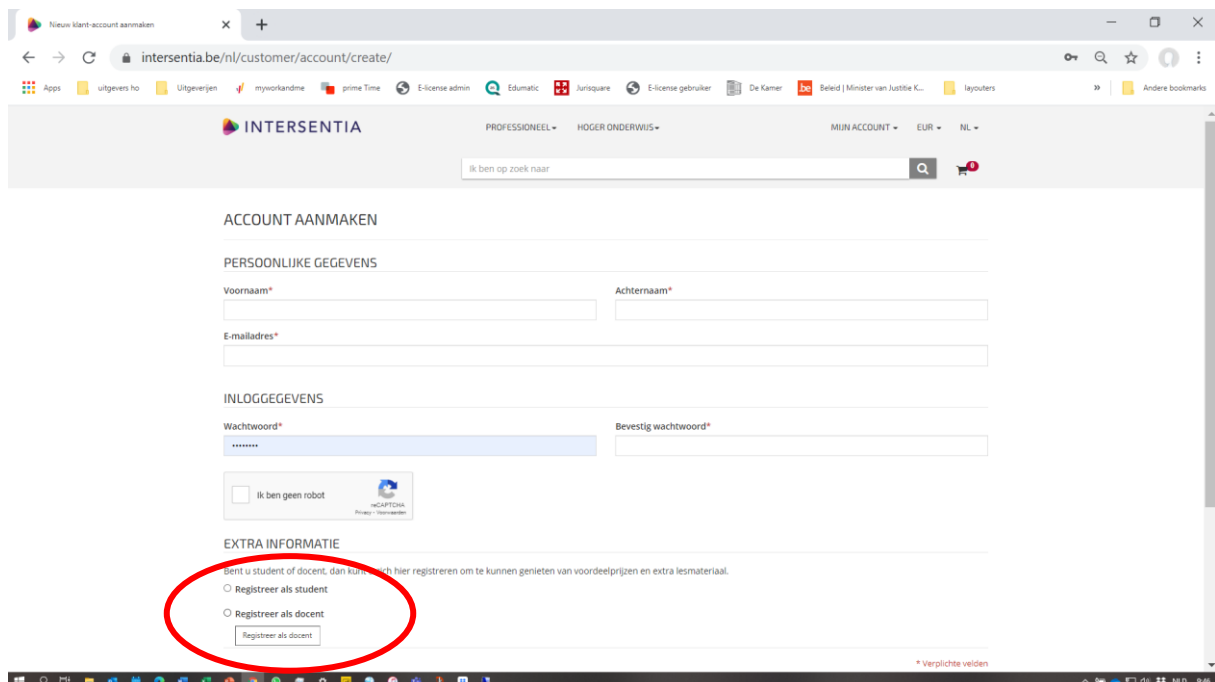 Nieuw klant-account aanmaken
intersentia.be/nl/customer/account/create/
Apps uitgevers ho Uitgeverijen myworkandme prime Time E-license admin Edumatic Jurisquare E-license gebruiker De Kamer be Beleid | Minister van Justitie K... layouters » Andere bookmarks
INTERSENTIA PROFESSIONEEL HOGER ONDERWIJS MIJN ACCOUNT EUR NL
Ik ben op zoek naar 0
ACCOUNT AANMAKEN
PERSOONLIJKE GEGEVENS
Voornaam* Achternaam*
E-mailadres*
INLOGGEGEVENS
Wachtwoord* Bevestig wachtwoord*
••••••••
Ik ben geen robot
reCAPTCHA
Privacy - Voorwaarden
EXTRA INFORMATIE
Bent u student of docent, dan kunt zich hier registreren om te kunnen genieten van voordeelprijzen en extra lesmateriaal.
Registreer als student
Registreer als docent
Registreer als docent
* Verplichte velden
NLD